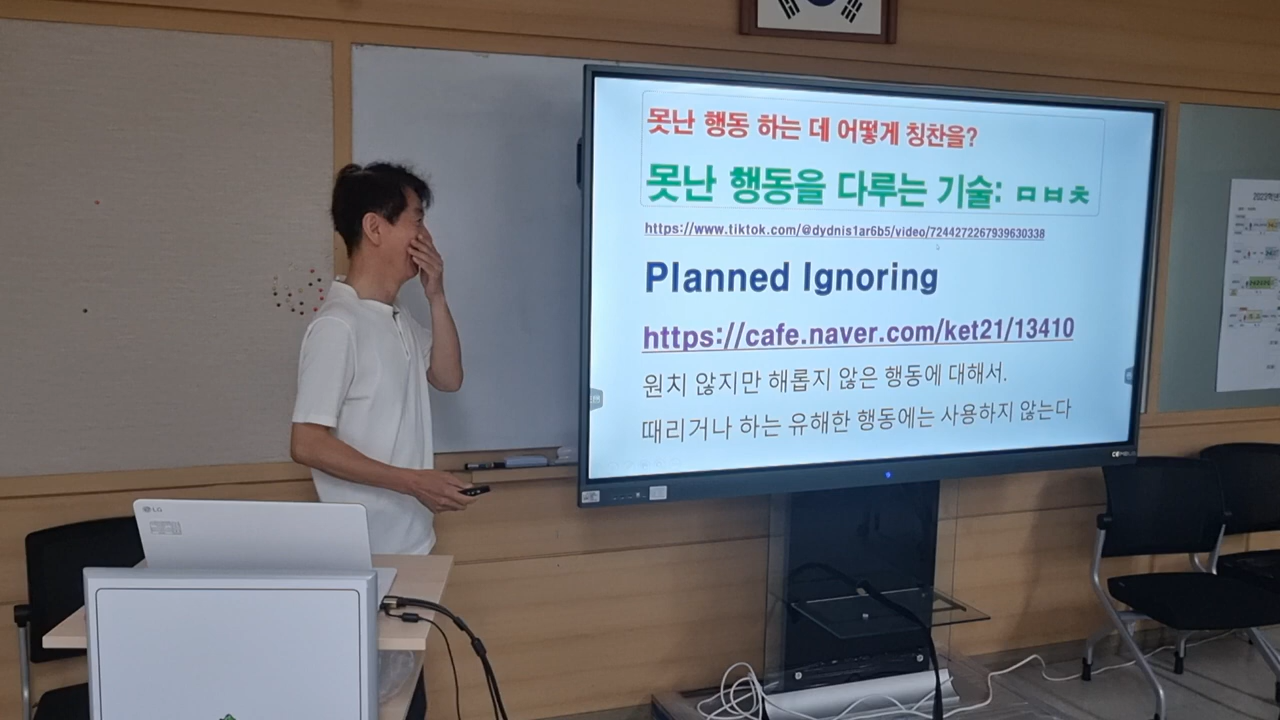 못난 행동 하는 데 어떻게 칭찬을?
못난 행동을 다루는 기술: ㅁㅂㅊ
https://www.tiktok.com/@dydnis1ar6b5/video/7244272267939630338
Planned Ignoring
https://cafe.naver.com/ket21/13410
원치 않지만 해롭지 않은 행동에 대해서.
때리거나 하는 유해한 행동에는 사용하지 않는다
LG